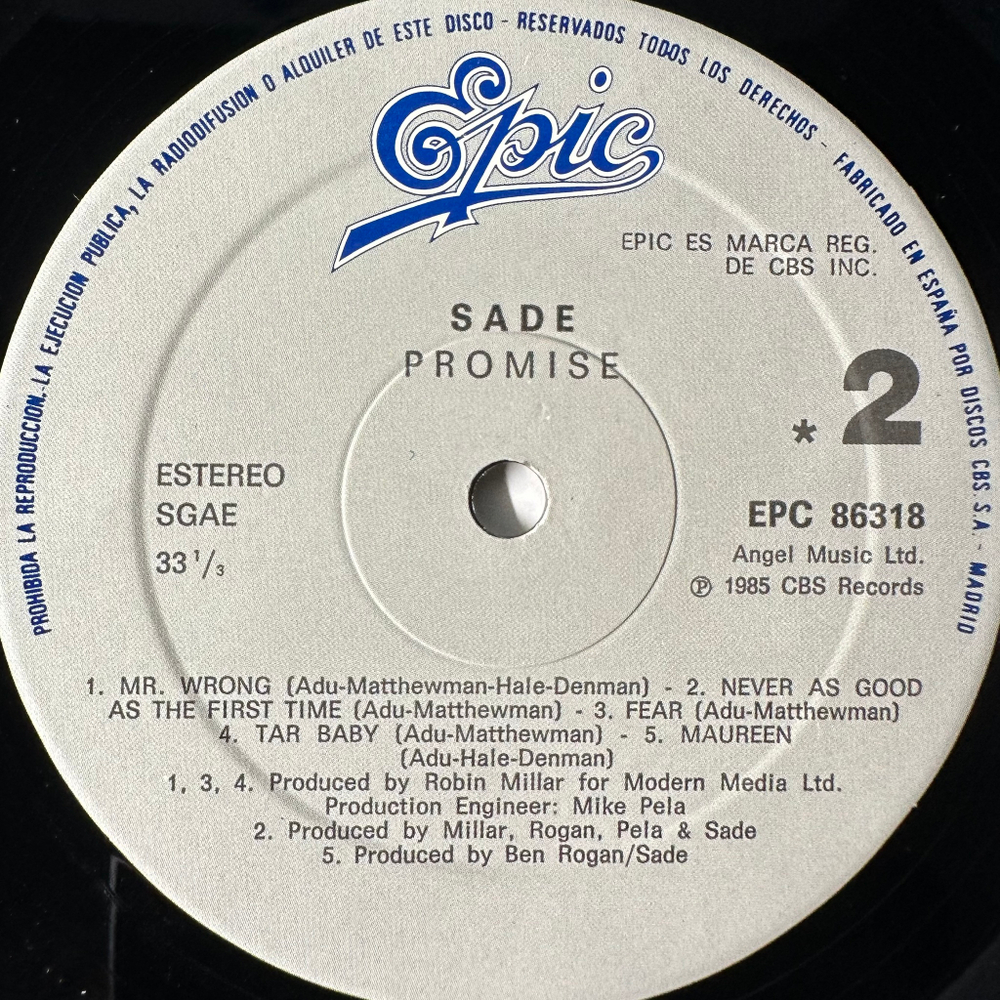 PROHIBIDA LA REPRODUCCION. LA EJECUCION PUBLICA, LA RADIODIFUSION O ALQUILER DE ESTE DISCO - RESERVADOS TODOS LOS DERECHOS - FABRICADO EN ESPAÑA POR DISCOS CBS. S.A. - MADRID
Epic
EPIC ES MARCA REG.
DE CBS INC.
SADE
PROMISE
* 2
ESTEREO
SGAE
33 1/3
EPC 86318
Angel Music Ltd.
℗ 1985 CBS Records
1. MR. WRONG (Adu-Matthewman-Hale-Denman) - 2. NEVER AS GOOD
AS THE FIRST TIME (Adu-Matthewman) - 3. FEAR (Adu-Matthewman)
4. TAR BABY (Adu-Matthewman) - 5. MAUREEN
(Adu-Hale-Denman)
1, 3, 4. Produced by Robin Millar for Modern Media Ltd.
Production Engineer: Mike Pela
2. Produced by Millar, Rogan, Pela & Sade
5. Produced by Ben Rogan/Sade